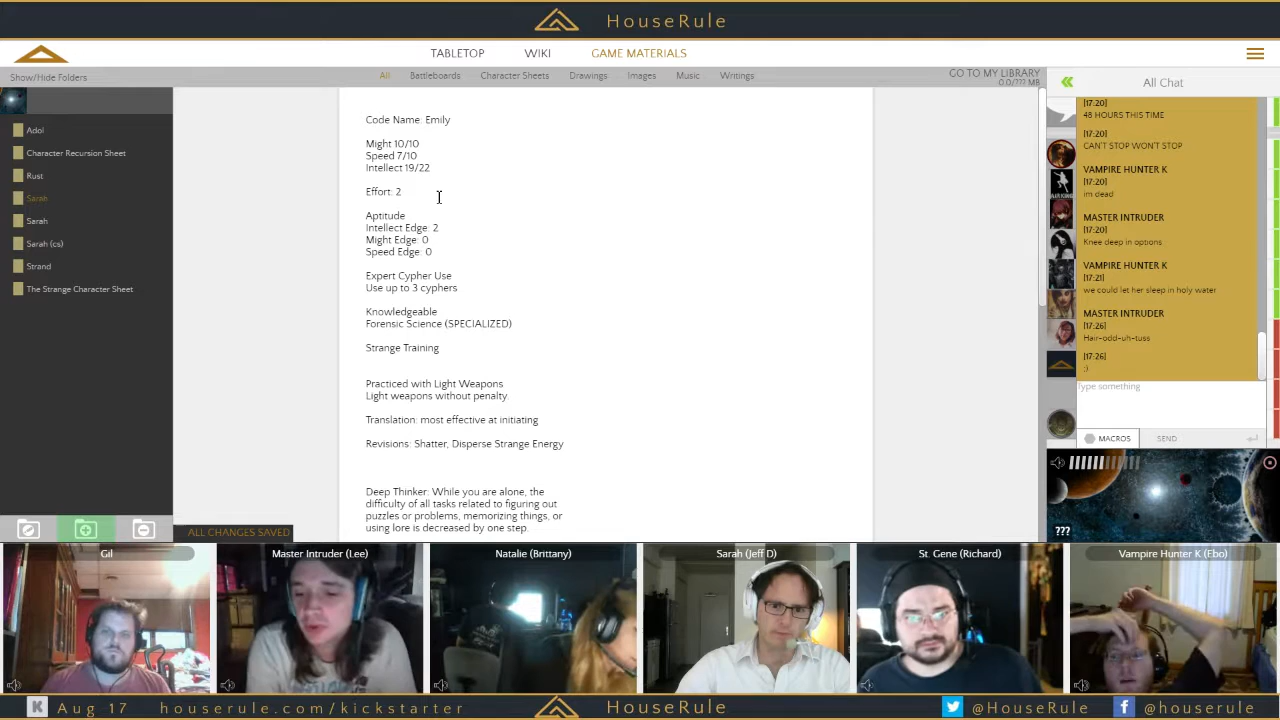 HouseRule
TABLETOP
WIKI
GAME MATERIALS
Show/Hide Folders
All
Battleboards
Character Sheets
Drawings
Images
Music
Writings
GO TO MY LIBRARY
0.0/??? MB
All Chat
Adol
Character Recursion Sheet
Rust
Sarah
Sarah
Sarah (cs)
Strand
The Strange Character Sheet
Code Name: Emily
Might 10/10
Speed 7/10
Intellect 19/22
Effort: 2
Aptitude
Intellect Edge: 2
Might Edge: 0
Speed Edge: 0
Expert Cypher Use
Use up to 3 cyphers
Knowledgeable
Forensic Science (SPECIALIZED)
Strange Training
Practiced with Light Weapons
Light weapons without penalty.
Translation: most effective at initiating
Revisions: Shatter, Disperse Strange Energy
Deep Thinker: While you are alone, the
difficulty of all tasks related to figuring out
puzzles or problems, memorizing things, or
using lore is decreased by one step.
[17:20]
48 HOURS THIS TIME
[17:20]
CAN'T STOP WON'T STOP
VAMPIRE HUNTER K
[17:20]
im dead
MASTER INTRUDER
[17:20]
Knee deep in options
VAMPIRE HUNTER K
[17:21]
we could let her sleep in holy water
MASTER INTRUDER
[17:26]
Hair-odd-uh-tuss
[17:26]
;)
Type something
MACROS
SEND
???
ALL CHANGES SAVED
Gil
Master Intruder (Lee)
Natalie (Brittany)
Sarah (Jeff D)
St. Gene (Richard)
Vampire Hunter K (Ebo)
K Aug 17 houserule.com/kickstarter
HouseRule
@HouseRule
@houserule